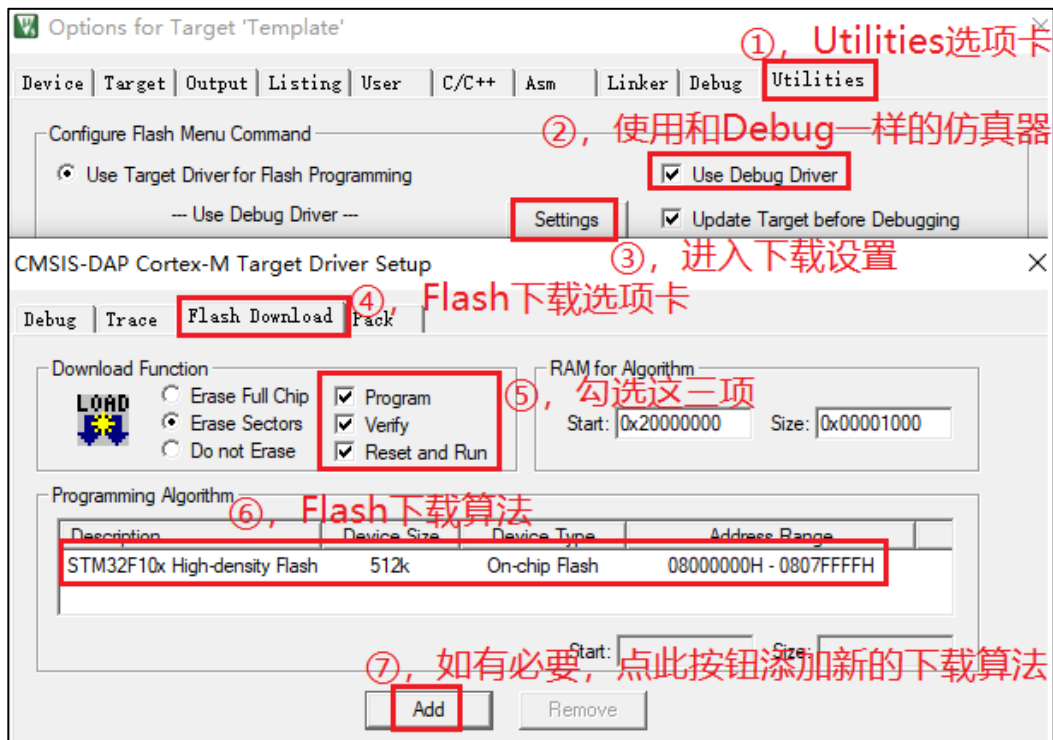 Options for Target 'Template'
①，Utilities选项卡
Device Target Output Listing User C/C++ Asm Linker Debug Utilities
Configure Flash Menu Command
②，使用和Debug一样的仿真器
Use Target Driver for Flash Programming
Use Debug Driver
--- Use Debug Driver ---
Settings
Update Target before Debugging
③，进入下载设置
CMSIS-DAP Cortex-M Target Driver Setup
④，Flash下载选项卡
Debug Trace Flash Download Pack
Download Function
RAM for Algorithm
LOAD
Erase Full Chip
Program
⑤，勾选这三项
Erase Sectors
Verify
Start: 0x20000000 Size: 0x00001000
Do not Erase
Reset and Run
Programming Algorithm
⑥，Flash下载算法
Description Device Size Device Type Address Range
STM32F10x High-density Flash 512k On-chip Flash 08000000H - 0807FFFFH
Start: Size:
⑦，如有必要，点此按钮添加新的下载算法
Add Remove